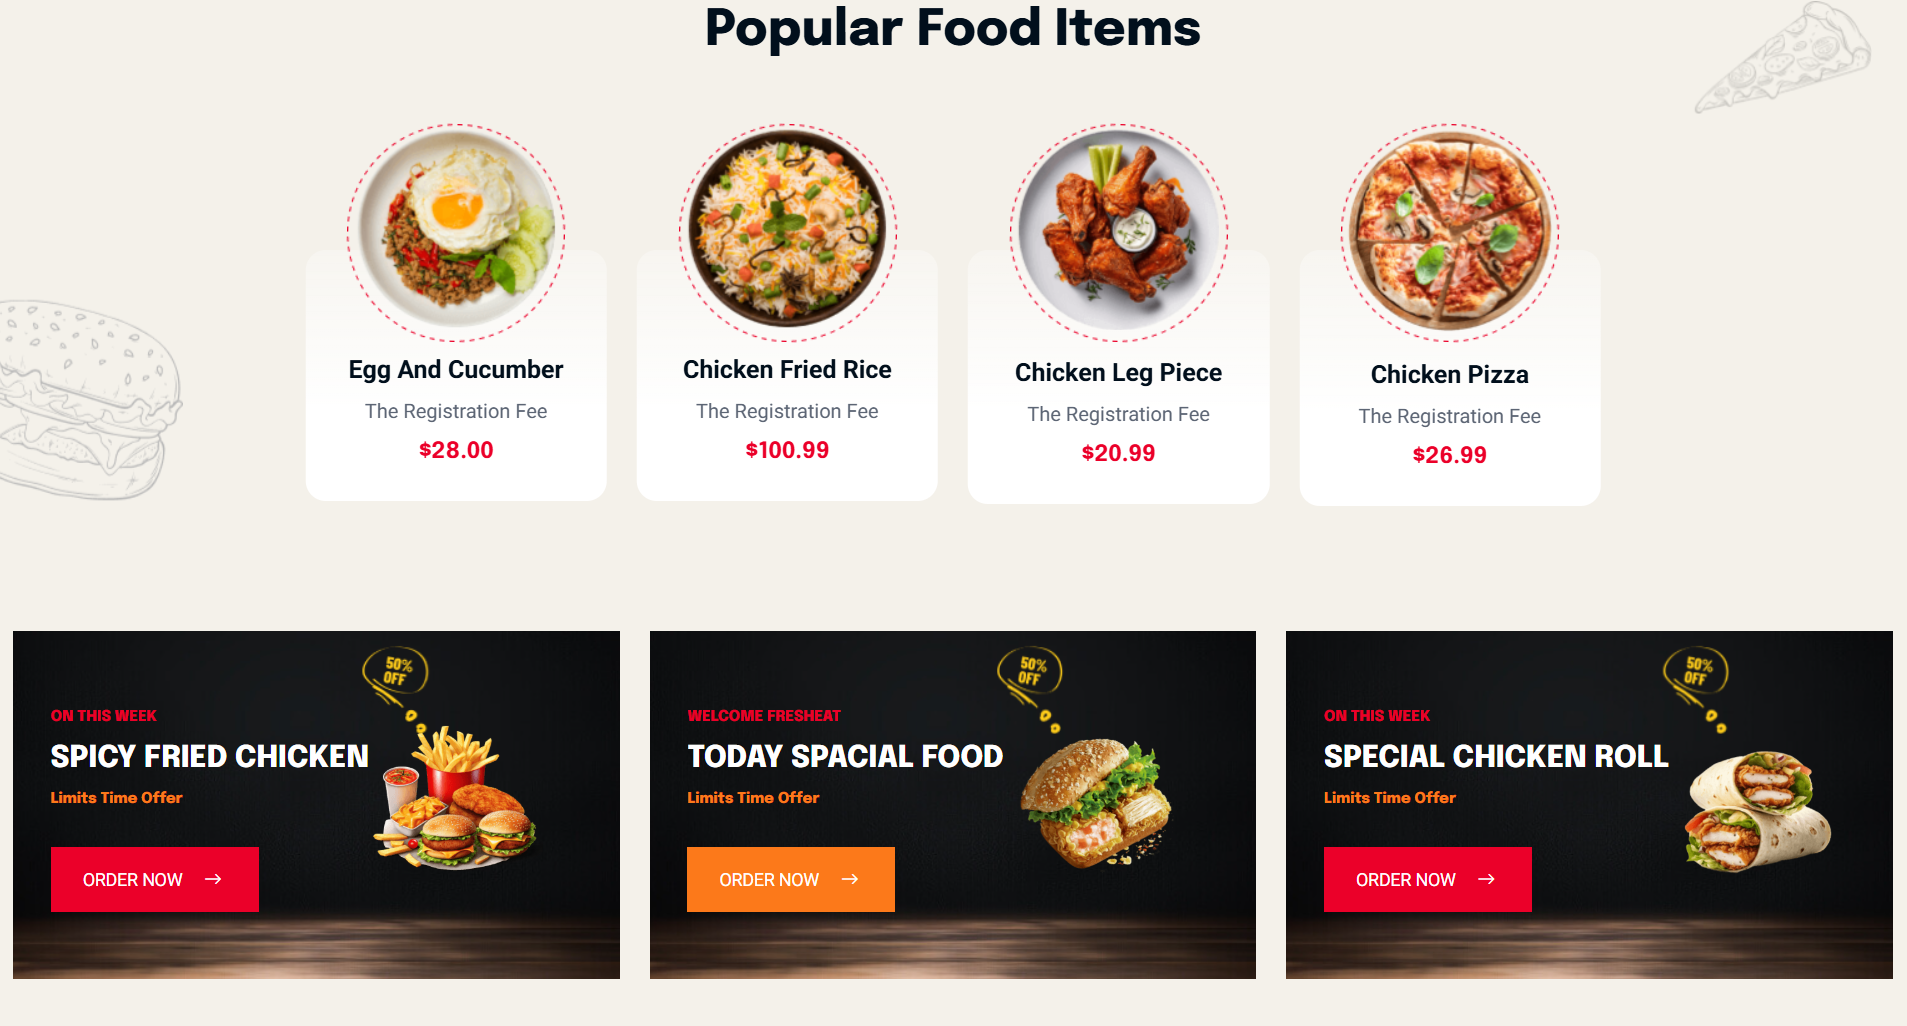 Popular Food Items
Egg And Cucumber
The Registration Fee
$28.00
Chicken Fried Rice
The Registration Fee
$100.99
Chicken Leg Piece
The Registration Fee
$20.99
Chicken Pizza
The Registration Fee
$26.99
50%
OFF
ON THIS WEEK
SPICY FRIED CHICKEN
Limits Time Offer
ORDER NOW
50%
OFF
WELCOME FRESHEAT
TODAY SPACIAL FOOD
Limits Time Offer
ORDER NOW
50%
OFF
ON THIS WEEK
SPECIAL CHICKEN ROLL
Limits Time Offer
ORDER NOW